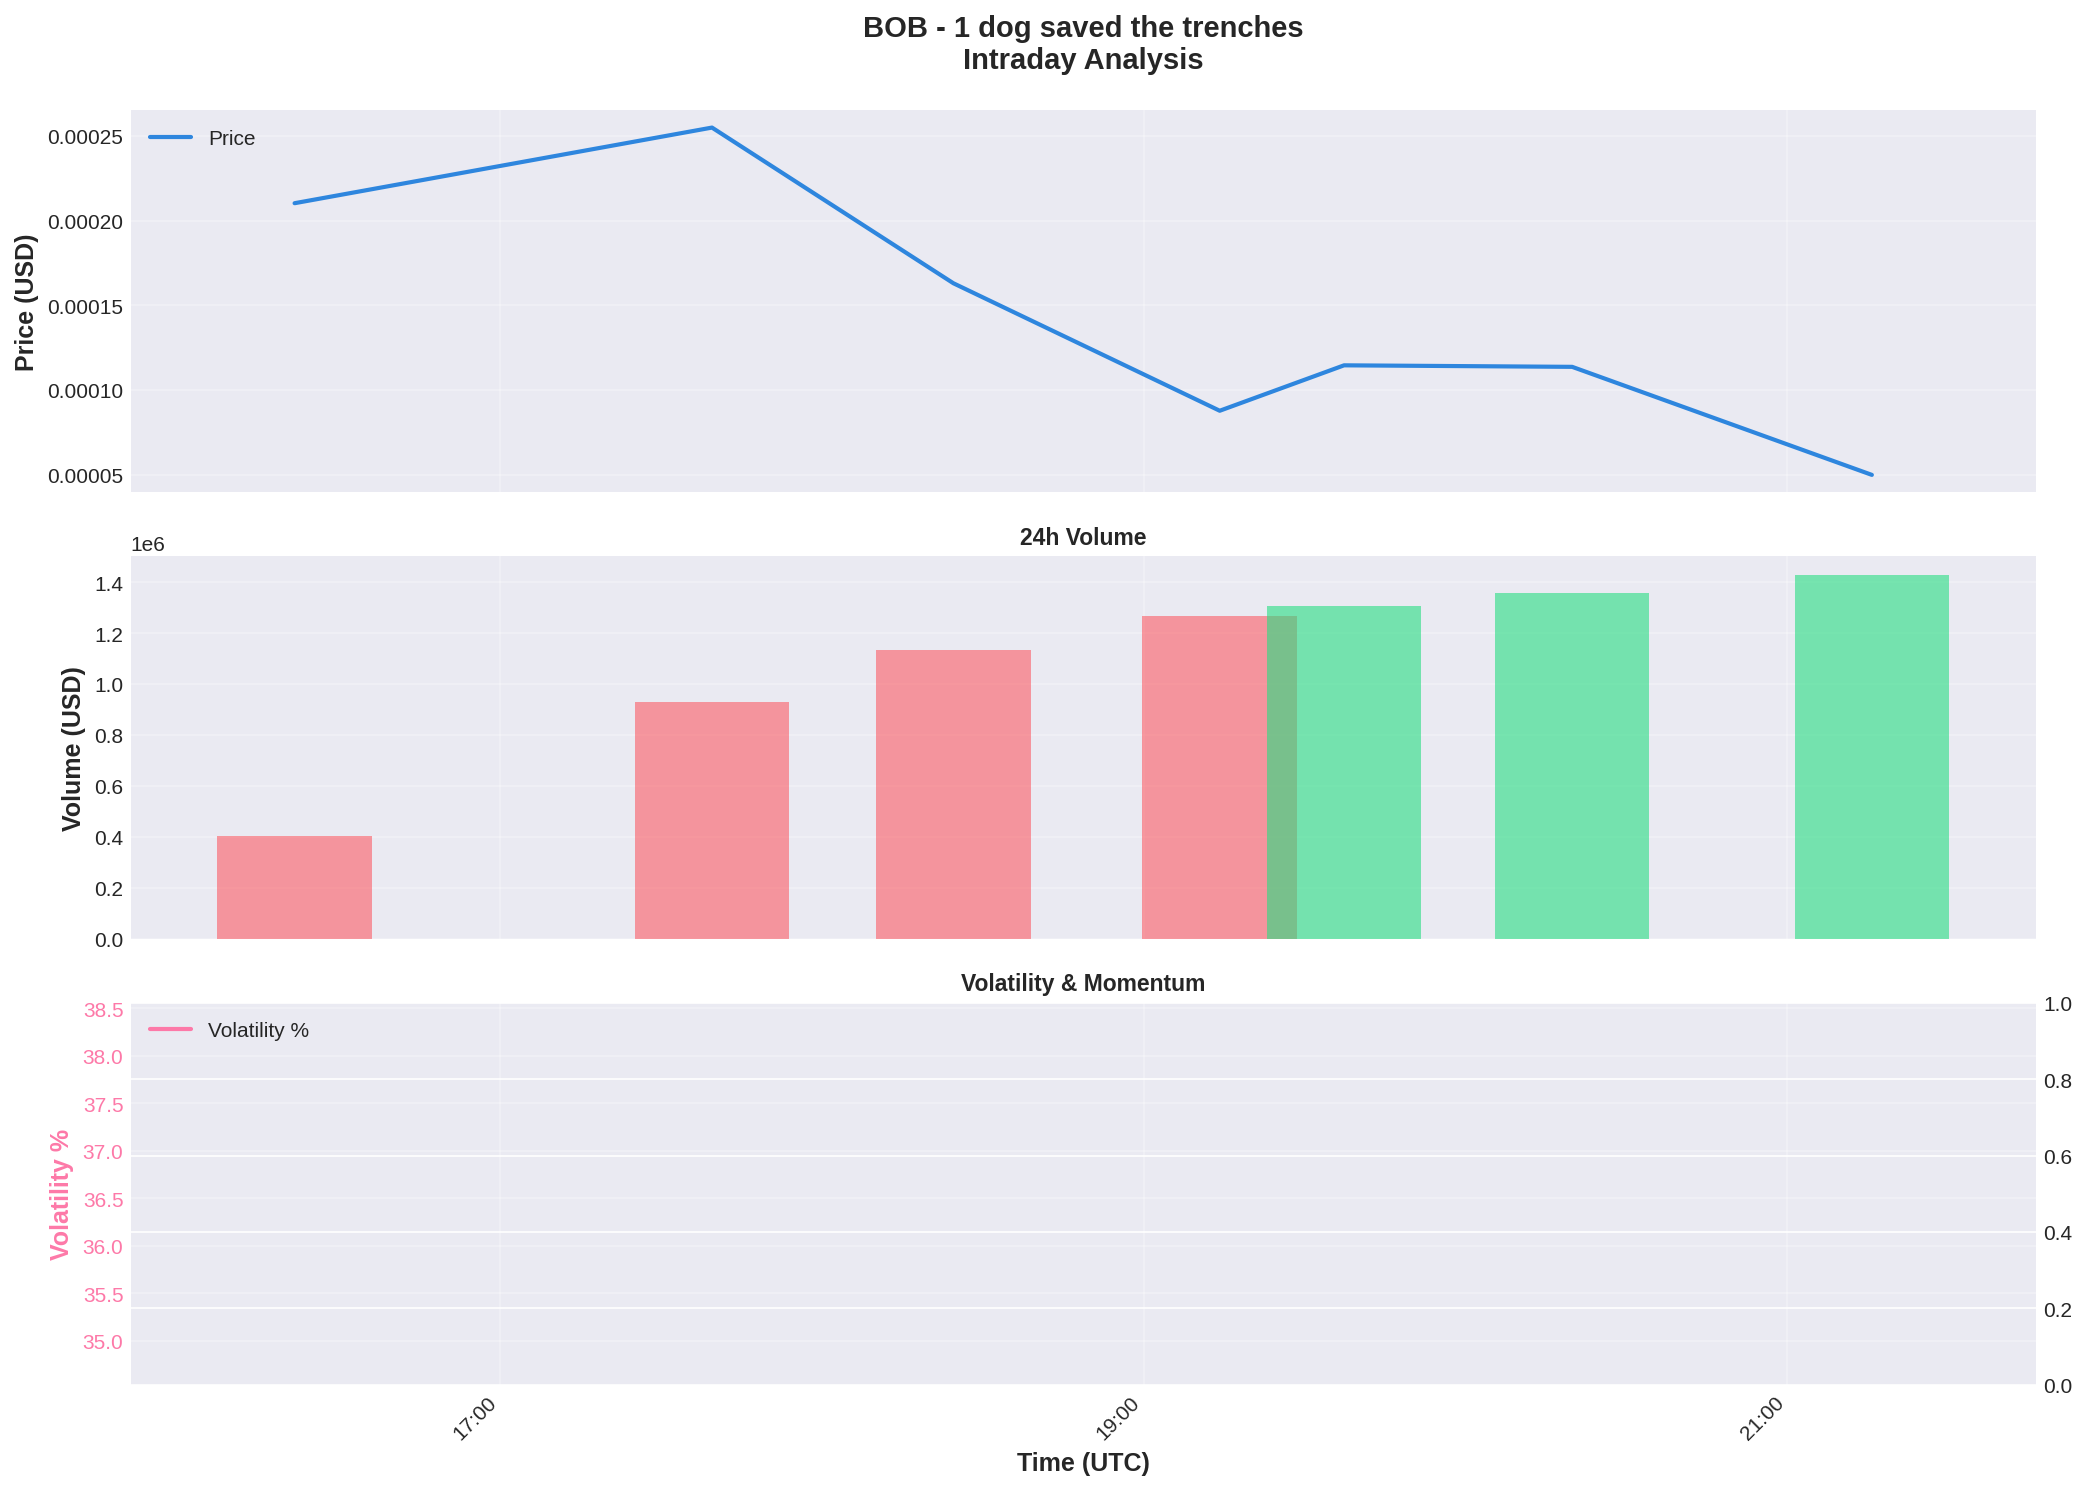 BOB - 1 dog saved the trenches
Intraday Analysis
Price
Price (USD)
0.00025
0.00020
0.00015
0.00010
0.00005
24h Volume
1e6
Volume (USD)
1.4
1.2
1.0
0.8
0.6
0.4
0.2
0.0
Volatility & Momentum
Volatility %
Volatility %
38.5
38.0
37.5
37.0
36.5
36.0
35.5
35.0
1.0
0.8
0.6
0.4
0.2
0.0
17:00
19:00
21:00
Time (UTC)